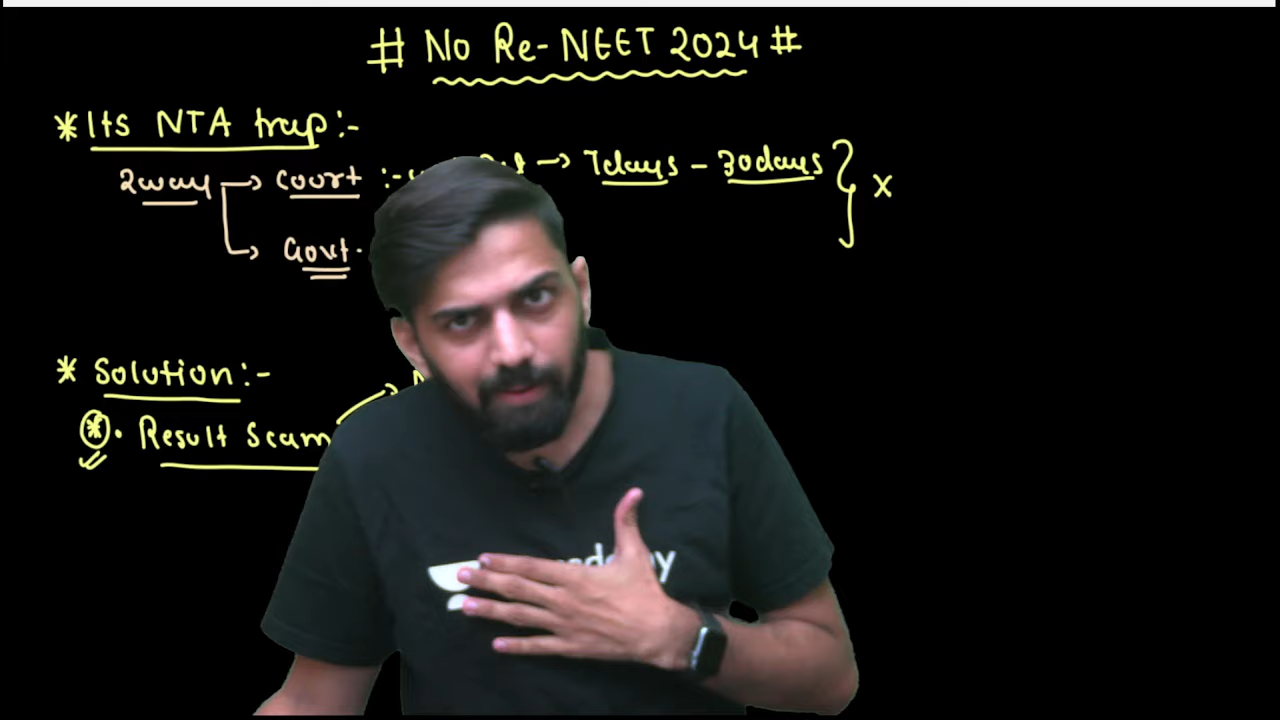 # No Re-NEET 2024 #
* Its NTA trap :-
2way → court :- → 7days - 30days } x
→ Govt.
* Solution :-
*. Result Scam